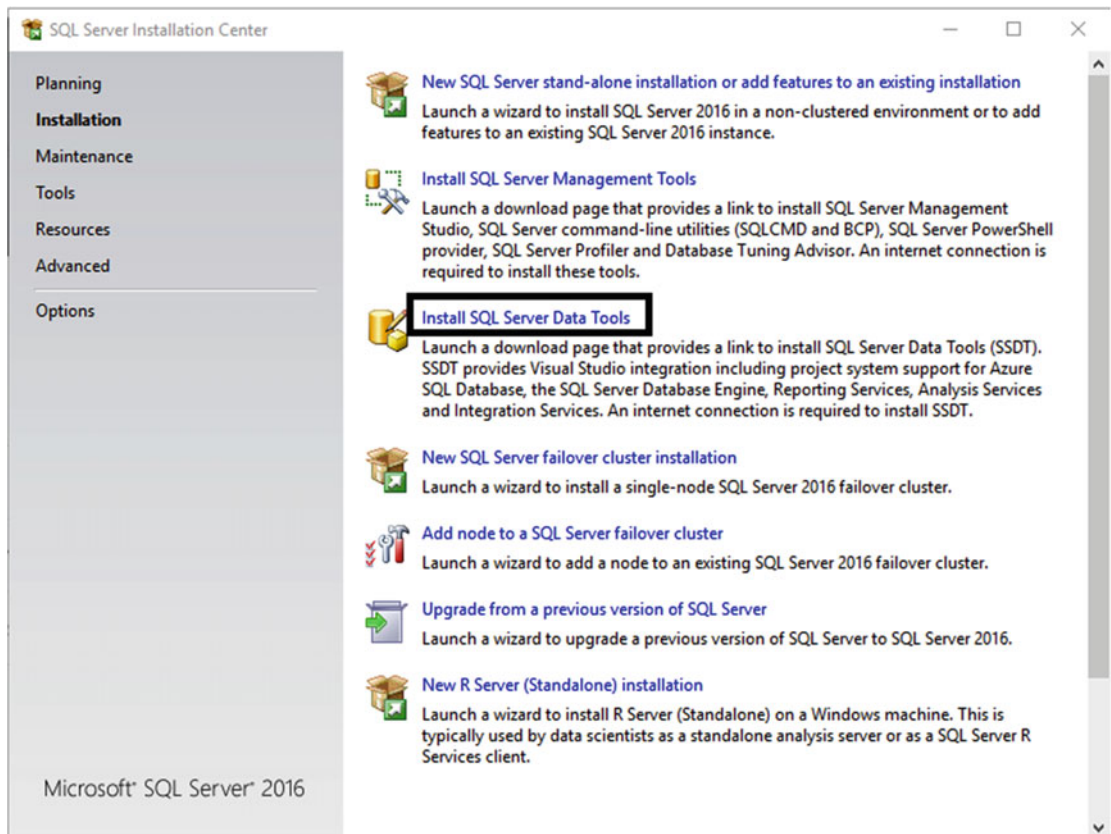 SQL Server Installation Center
Planning
Installation
Maintenance
Tools
Resources
Advanced
Options
New SQL Server stand-alone installation or add features to an existing installation
Launch a wizard to install SQL Server 2016 in a non-clustered environment or to add
features to an existing SQL Server 2016 instance.
Install SQL Server Management Tools
Launch a download page that provides a link to install SQL Server Management
Studio, SQL Server command-line utilities (SQLCMD and BCP), SQL Server PowerShell
provider, SQL Server Profiler and Database Tuning Advisor. An internet connection is
required to install these tools.
Install SQL Server Data Tools
Launch a download page that provides a link to install SQL Server Data Tools (SSDT).
SSDT provides Visual Studio integration including project system support for Azure
SQL Database, the SQL Server Database Engine, Reporting Services, Analysis Services
and Integration Services. An internet connection is required to install SSDT.
New SQL Server failover cluster installation
Launch a wizard to install a single-node SQL Server 2016 failover cluster.
Add node to a SQL Server failover cluster
Launch a wizard to add a node to an existing SQL Server 2016 failover cluster.
Upgrade from a previous version of SQL Server
Launch a wizard to upgrade a previous version of SQL Server to SQL Server 2016.
New R Server (Standalone) installation
Launch a wizard to install R Server (Standalone) on a Windows machine. This is
typically used by data scientists as a standalone analysis server or as a SQL Server R
Services client.
Microsoft® SQL Server® 2016